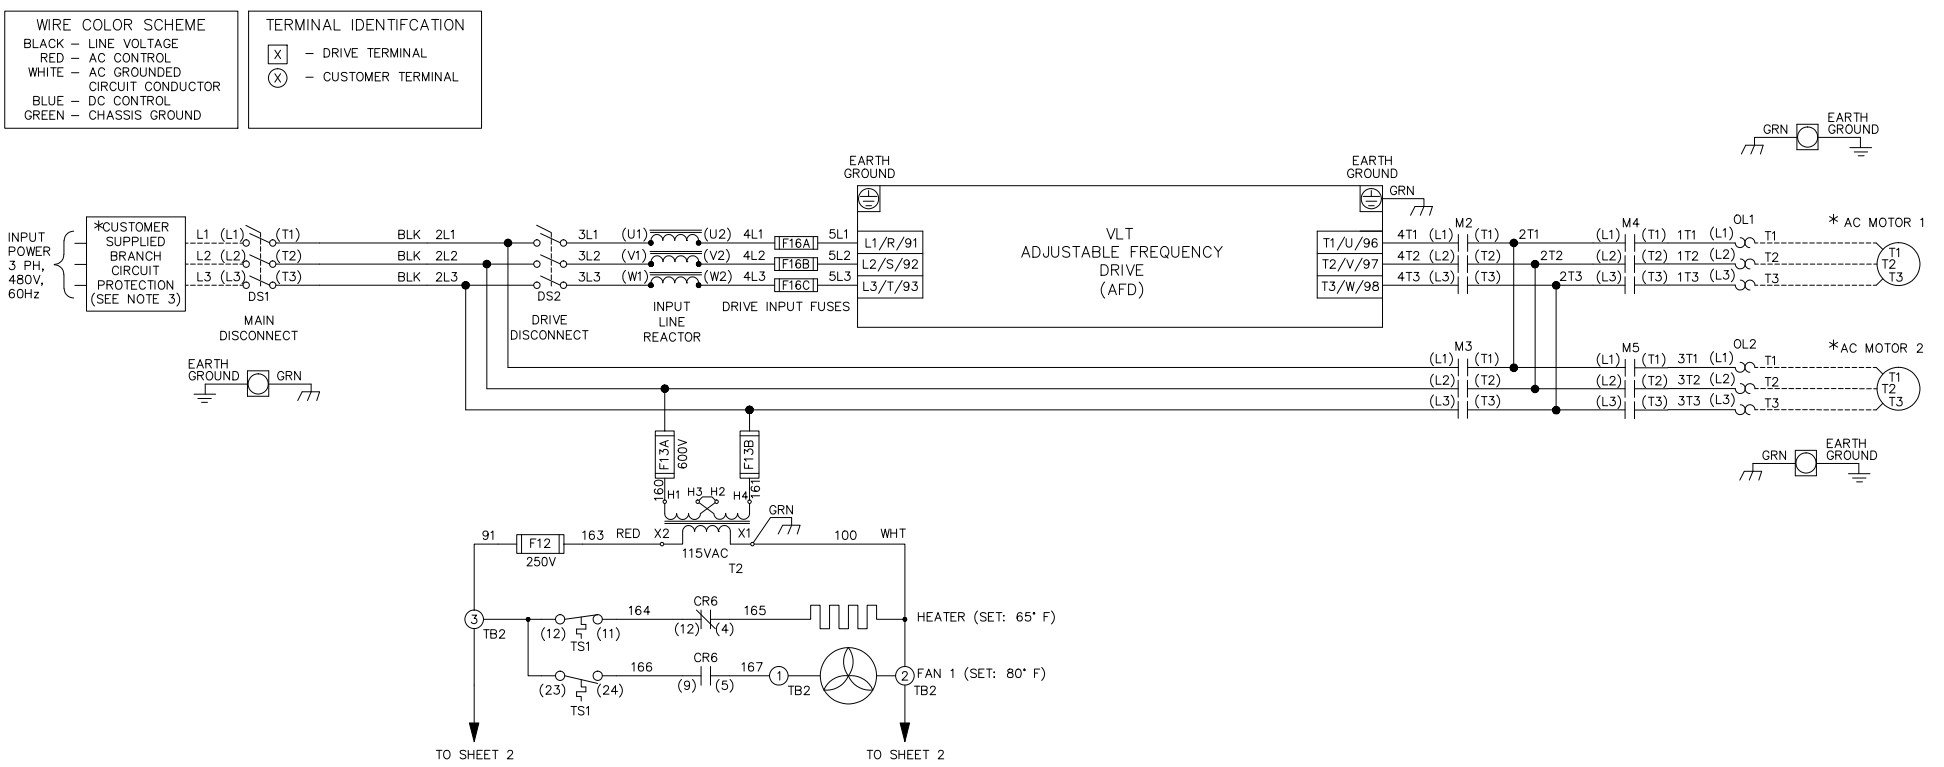 WIRE COLOR SCHEME
BLACK – LINE VOLTAGE
RED – AC CONTROL
WHITE – AC GROUNDED
CIRCUIT CONDUCTOR
BLUE – DC CONTROL
GREEN – CHASSIS GROUND
TERMINAL IDENTIFCATION
X – DRIVE TERMINAL
X – CUSTOMER TERMINAL
INPUT
POWER
3 PH,
480V,
60Hz
*CUSTOMER
SUPPLIED
BRANCH
CIRCUIT
PROTECTION
(SEE NOTE 3)
L1 (L1) (T1) BLK 2L1 3L1 (U1) (U2) 4L1 F16A 5L1 L1/R/91
L2 (L2) (T2) BLK 2L2 3L2 (V1) (V2) 4L2 F16B 5L2 L2/S/92
L3 (L3) (T3) BLK 2L3 3L3 (W1) (W2) 4L3 F16C 5L3 L3/T/93
DS1
MAIN
DISCONNECT
DS2
DRIVE
DISCONNECT
INPUT
LINE
REACTOR
DRIVE INPUT FUSES
EARTH
GROUND
GRN
EARTH
GROUND
VLT
ADJUSTABLE FREQUENCY
DRIVE
(AFD)
EARTH
GROUND
GRN
M2 M4 OL1 * AC MOTOR 1
T1/U/96 4T1 (L1) (T1) 2T1 (L1) (T1) 1T1 (L1) T1
T2/V/97 4T2 (L2) (T2) 2T2 (L2) (T2) 1T2 (L2) T2
T3/W/98 4T3 (L3) (T3) 2T3 (L3) (T3) 1T3 (L3) T3
T1
T2
T3
GRN
EARTH
GROUND
M3 M5 OL2 *AC MOTOR 2
(L1) (T1) (L1) (T1) 3T1 (L1) T1
(L2) (T2) (L2) (T2) 3T2 (L2) T2
(L3) (T3) (L3) (T3) 3T3 (L3) T3
T1
T2
T3
GRN
EARTH
GROUND
F13A
600V
F13B
160
161
H1 H3 H2 H4
GRN
91 F12 163 RED X2 X1 100 WHT
250V
115VAC
T2
3
TB2
164 CR6 165
(12) (11) (12) (4)
TS1
HEATER (SET: 65° F)
166 CR6 167 1
(23) (24) (9) (5) TB2
TS1
2 FAN 1 (SET: 80° F)
TB2
TO SHEET 2
TO SHEET 2